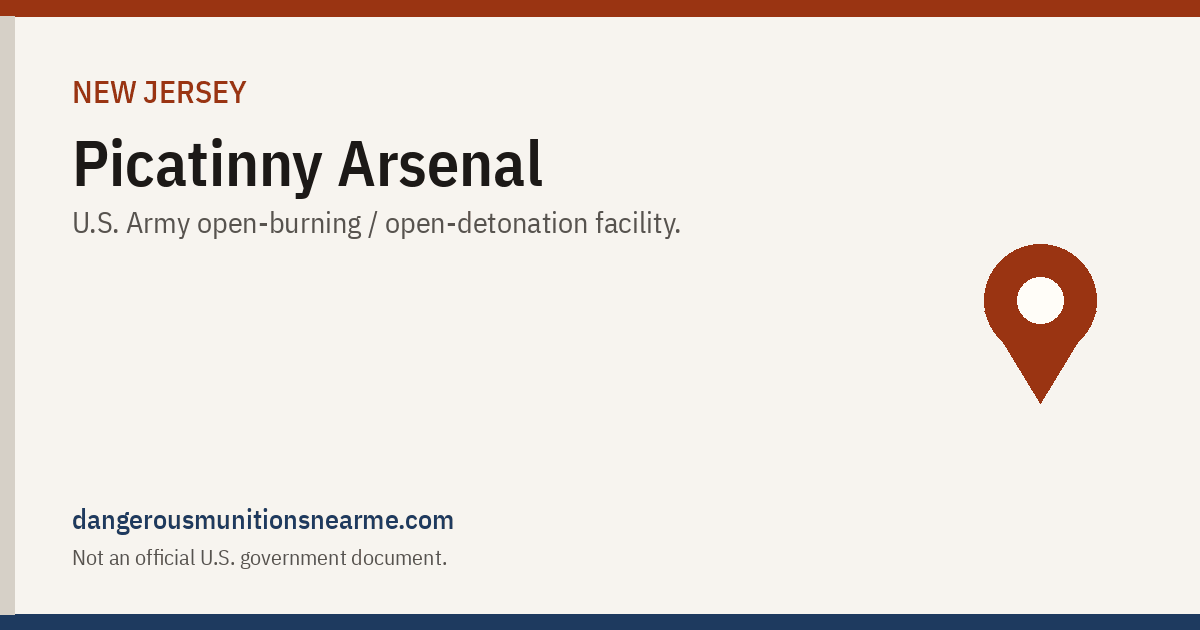 NEW JERSEY
Picatinny Arsenal
U.S. Army open-burning / open-detonation facility.
dangerousmunitionsnearme.com
Not an official U.S. government document.